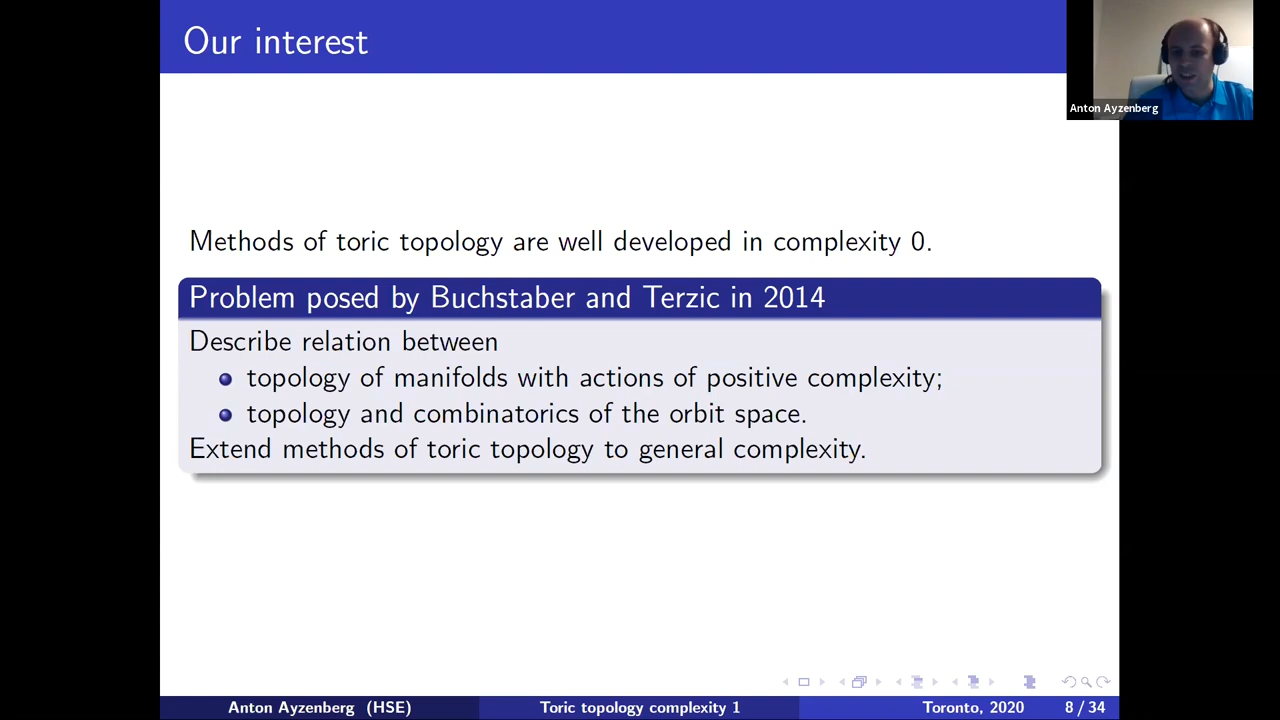 Our interest
Anton Ayzenberg
Methods of toric topology are well developed in complexity 0.
Problem posed by Buchstaber and Terzic in 2014
Describe relation between
topology of manifolds with actions of positive complexity;
topology and combinatorics of the orbit space.
Extend methods of toric topology to general complexity.
Anton Ayzenberg (HSE) Toric topology complexity 1 Toronto, 2020 8 / 34